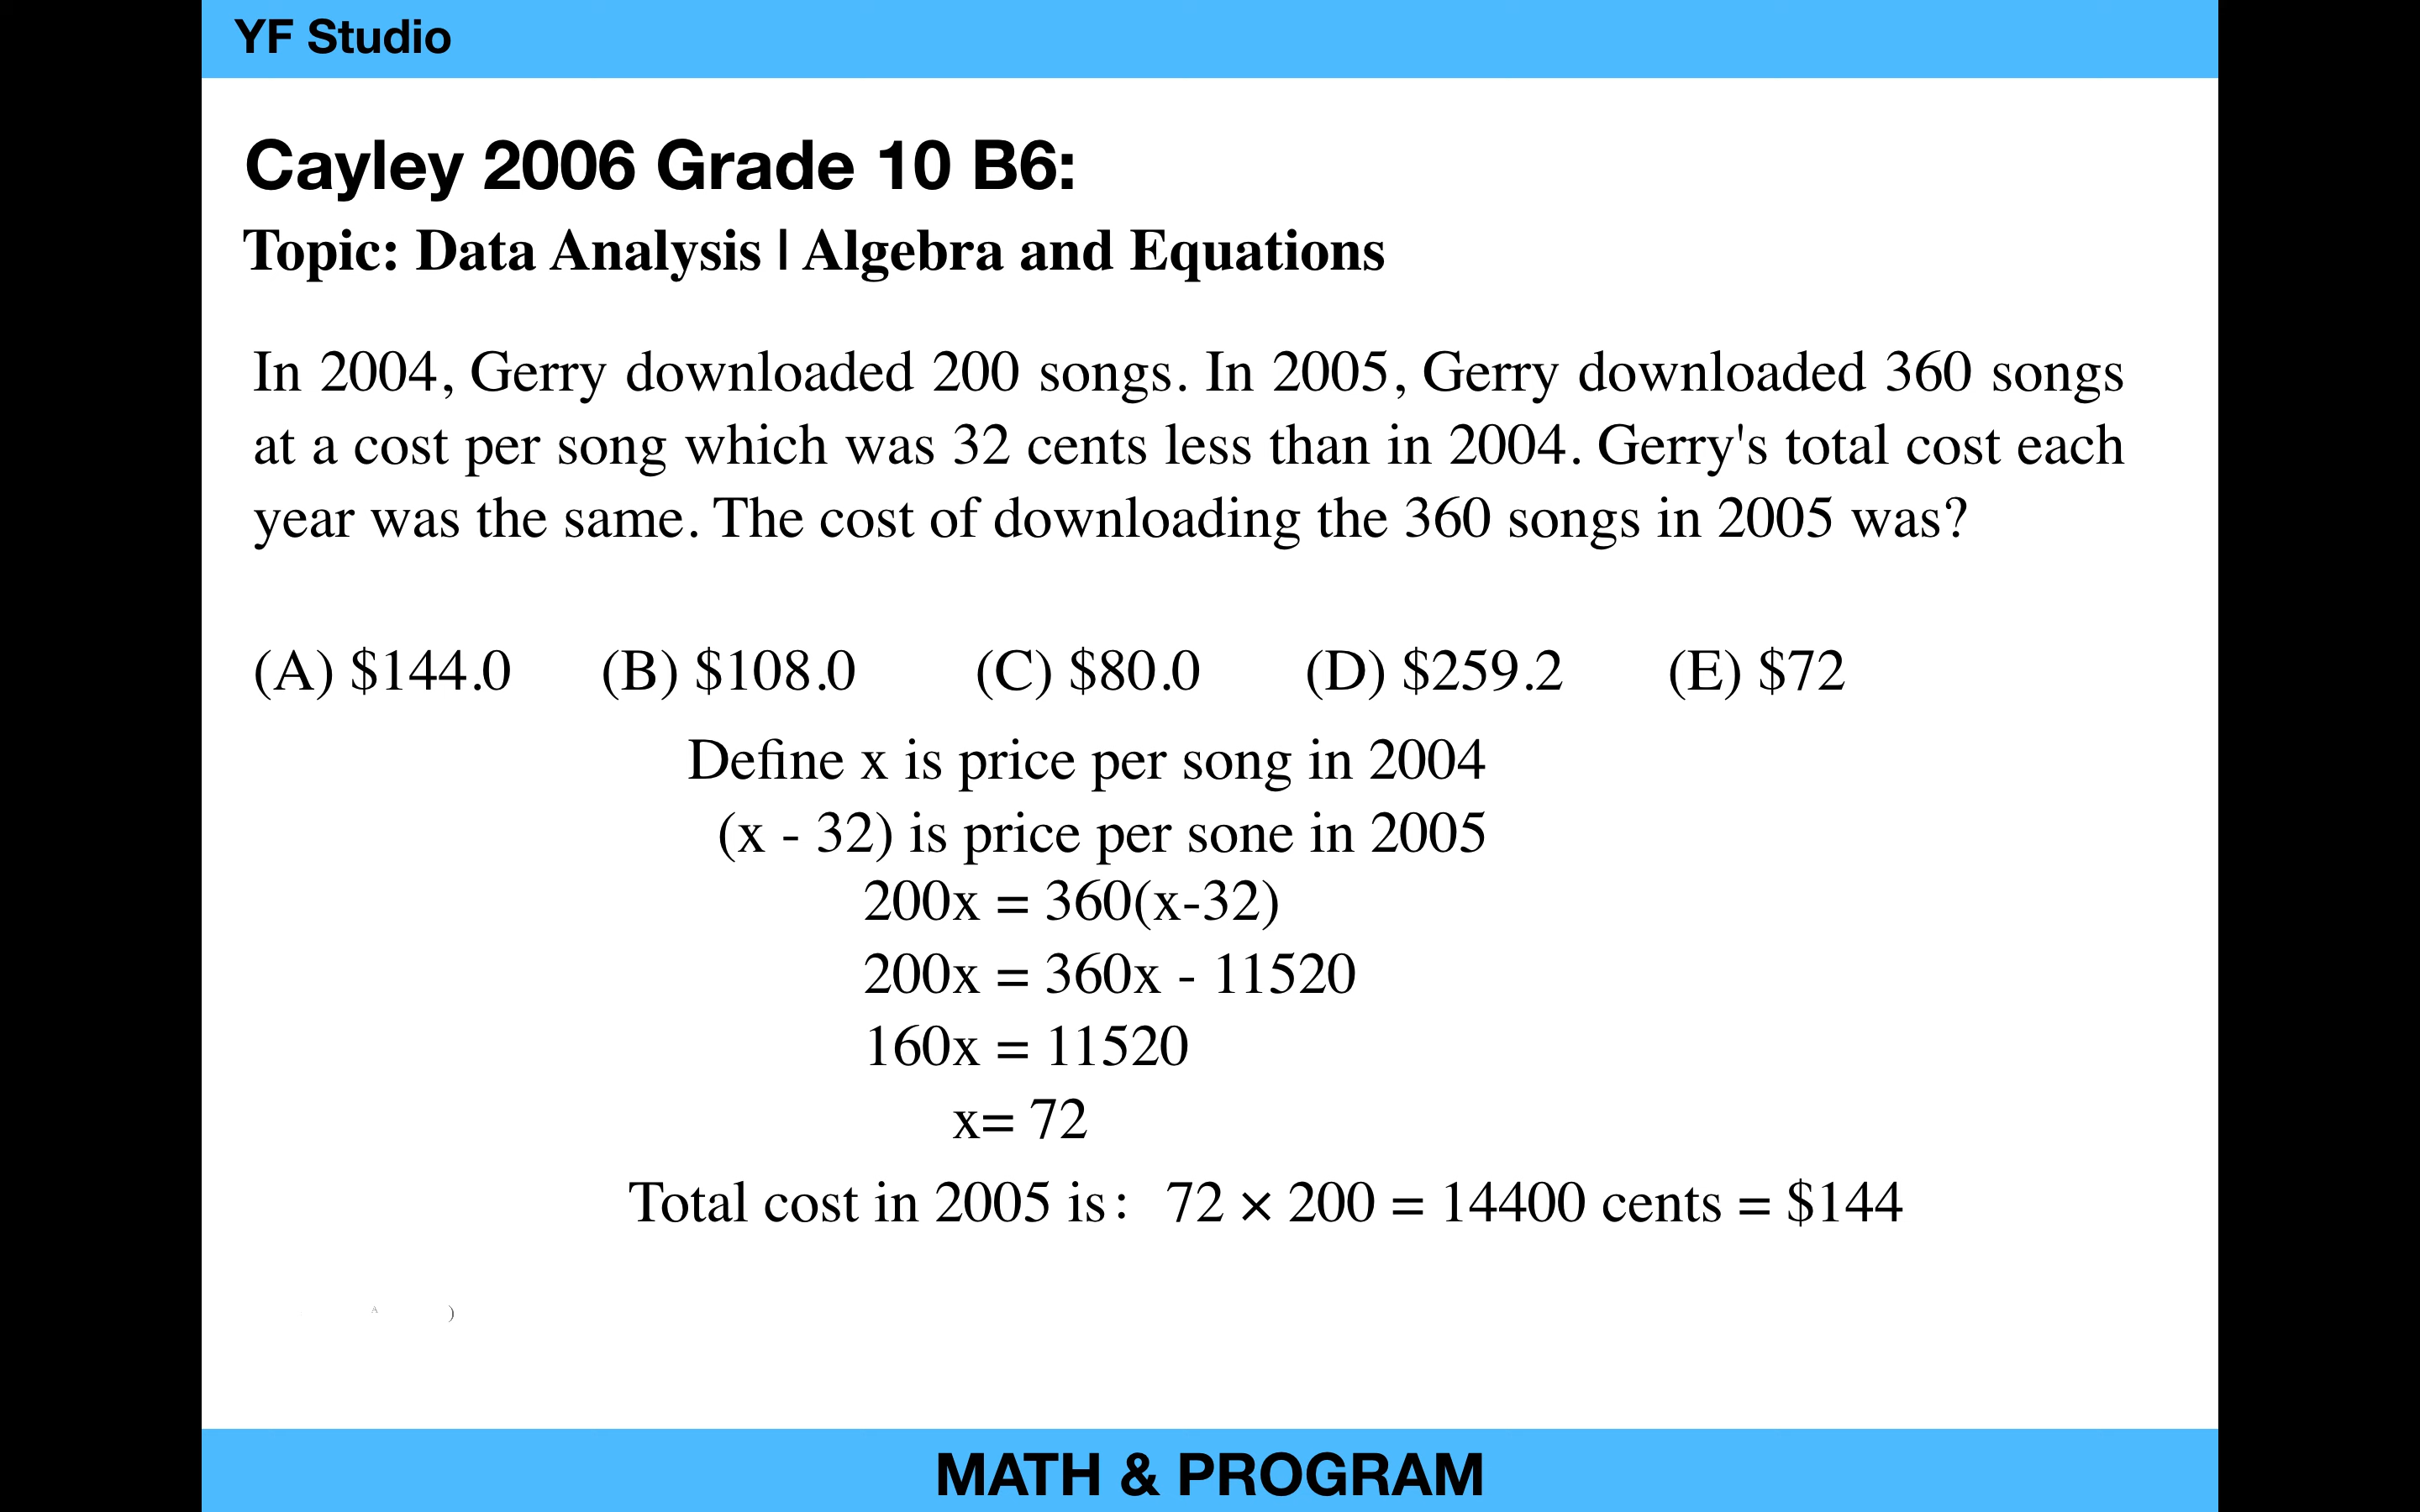 YF Studio
Cayley 2006 Grade 10 B6:
Topic: Data Analysis | Algebra and Equations
In 2004, Gerry downloaded 200 songs. In 2005, Gerry downloaded 360 songs
at a cost per song which was 32 cents less than in 2004. Gerry's total cost each
year was the same. The cost of downloading the 360 songs in 2005 was?
(A) $144.0 (B) $108.0 (C) $80.0 (D) $259.2 (E) $72
Define x is price per song in 2004
(x - 32) is price per sone in 2005
200x = 360(x-32)
200x = 360x - 11520
160x = 11520
x= 72
Total cost in 2005 is: 72 × 200 = 14400 cents = $144
A )
MATH & PROGRAM